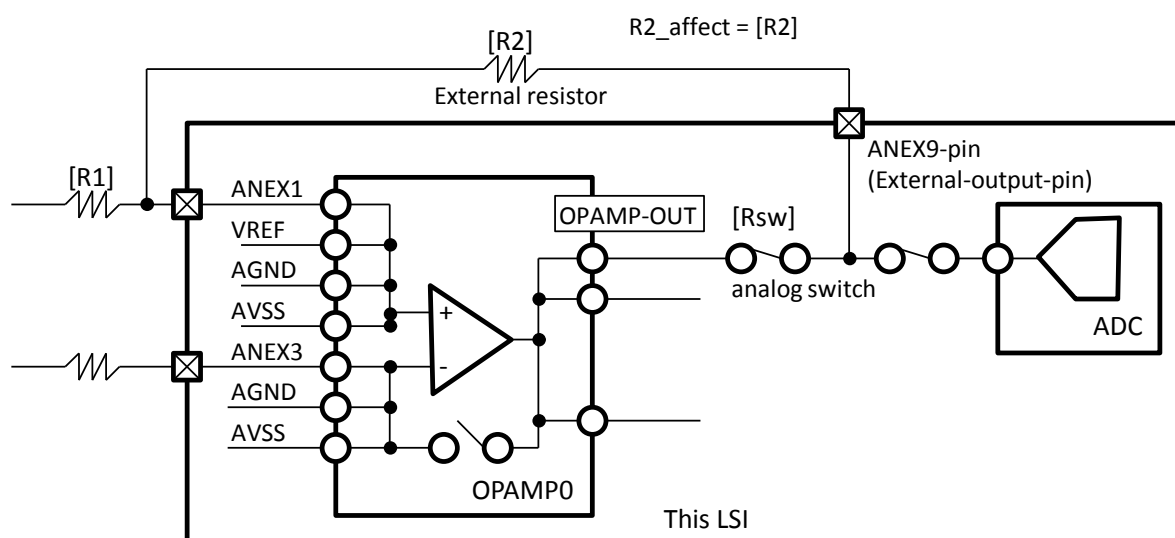 [R2]
R2_affect = [R2]
External resistor
[R1]
ANEX1
VREF
AGND
AVSS
ANEX3
AGND
AVSS
+
-
OPAMP0
OPAMP-OUT
[Rsw]
analog switch
ANEX9-pin
(External-output-pin)
ADC
This LSI